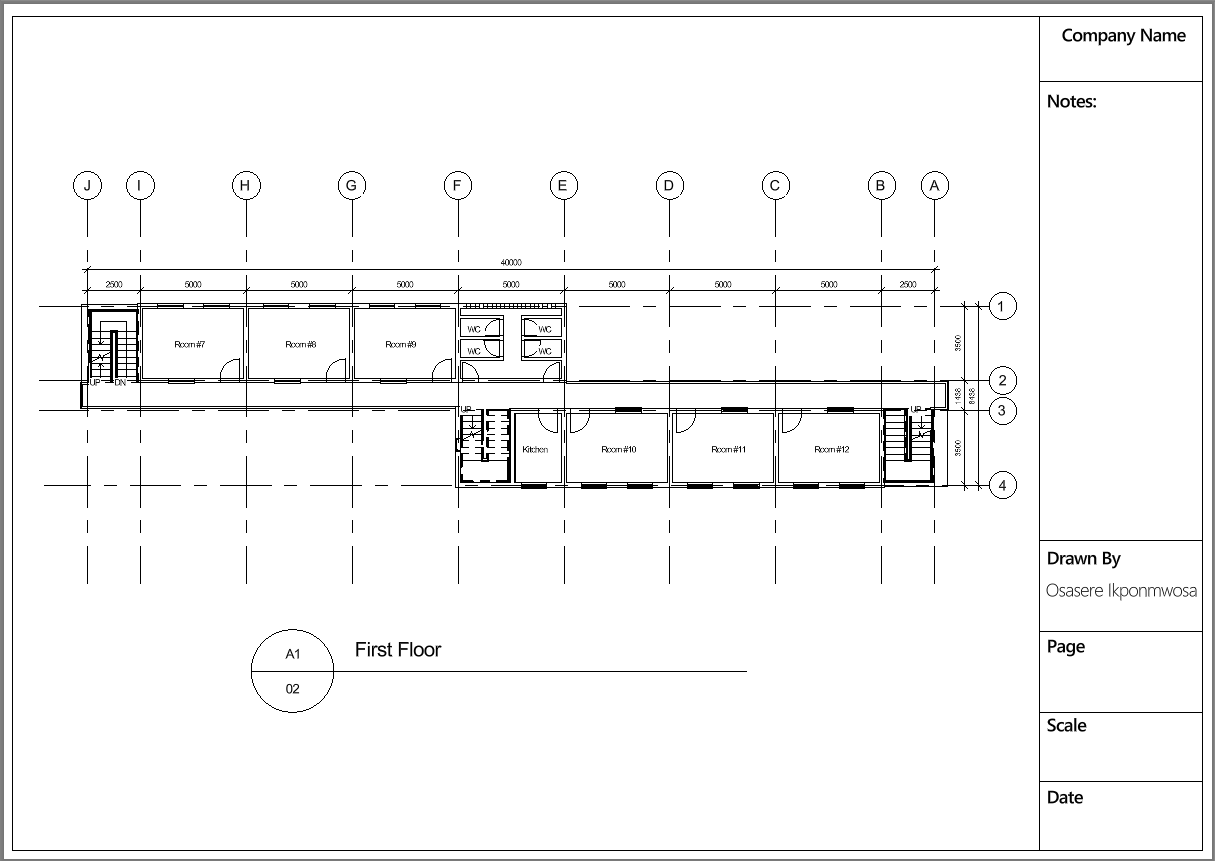 Company Name
Notes:
J I H G F E D C B A
40000
2500 5000 5000 5000 5000 5000 5000 5000 2500
1
WC WC
Room #7 Room #8 Room #9
3500
WC WC
UP DN
2
1438 8438
3
UP UP
Kitchen Room #10 Room #11 Room #12
3500
4
Drawn By
Osasere Ikponmwosa
A1
First Floor
02
Page
Scale
Date